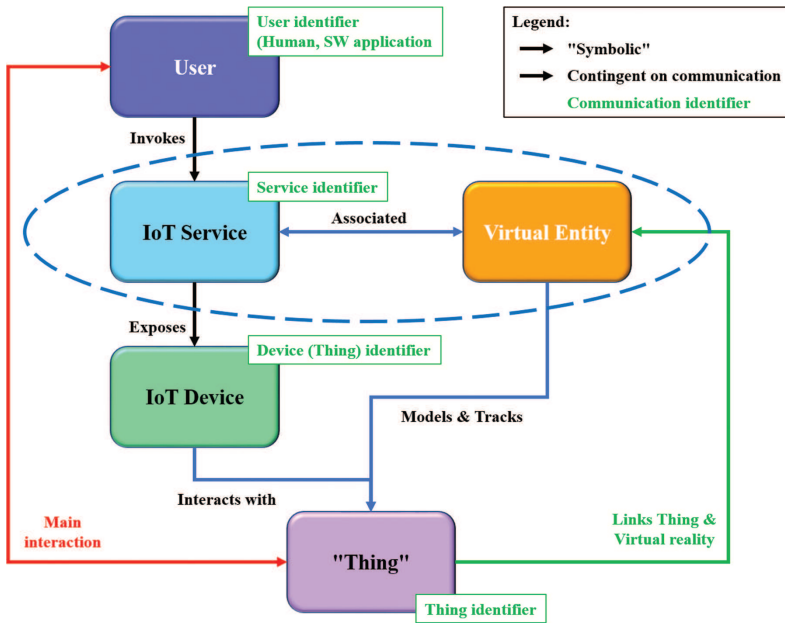 User identifier
(Human, SW application
User
Legend:
"Symbolic"
Contingent on communication
Communication identifier
Invokes
Service identifier
IoT Service
Associated
Virtual Entity
Exposes
Device (Thing) identifier
IoT Device
Models & Tracks
Interacts with
Main
interaction
"Thing"
Links Thing &
Virtual reality
Thing identifier